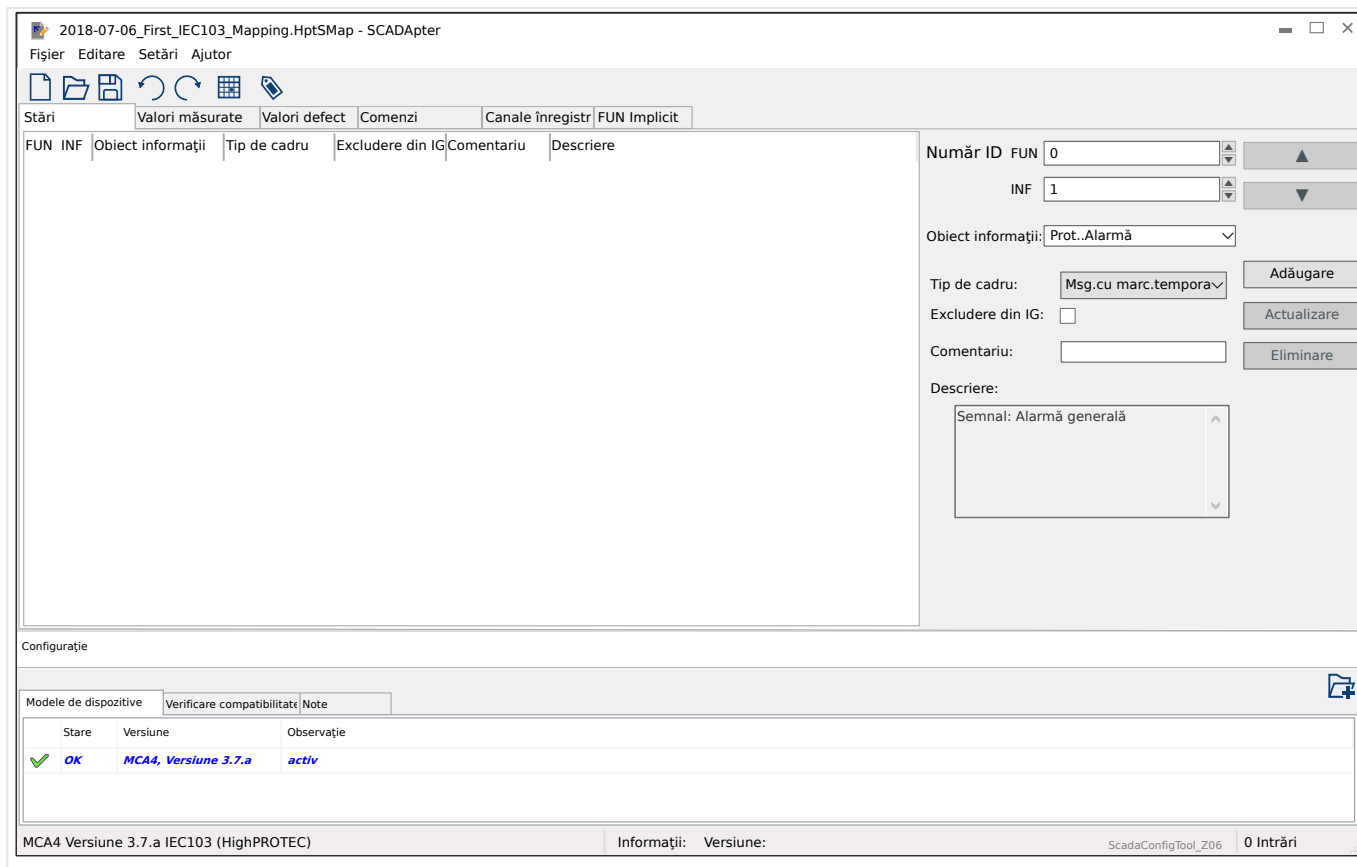 2018-07-06_First_IEC103_Mapping.HptSMap - SCADApter
Fișier Editare Setări Ajutor
Stări Valori măsurate Valori defect Comenzi Canale înregistr FUN Implicit
FUN INF Obiect informații Tip de cadru Excludere din IG Comentariu Descriere
Număr ID FUN 0
INF 1
Obiect informații: Prot..Alarmă
Adăugare
Tip de cadru: Msg.cu marc.tempora
Excludere din IG: Actualizare
Comentariu: Eliminare
Descriere:
Semnal: Alarmă generală
Configurație
Modele de dispozitive Verificare compatibilitate Note
Stare Versiune Observație
OK MCA4, Versiune 3.7.a activ
MCA4 Versiune 3.7.a IEC103 (HighPROTEC) Informații: Versiune: ScadaConfigTool_Z06 0 Intrări